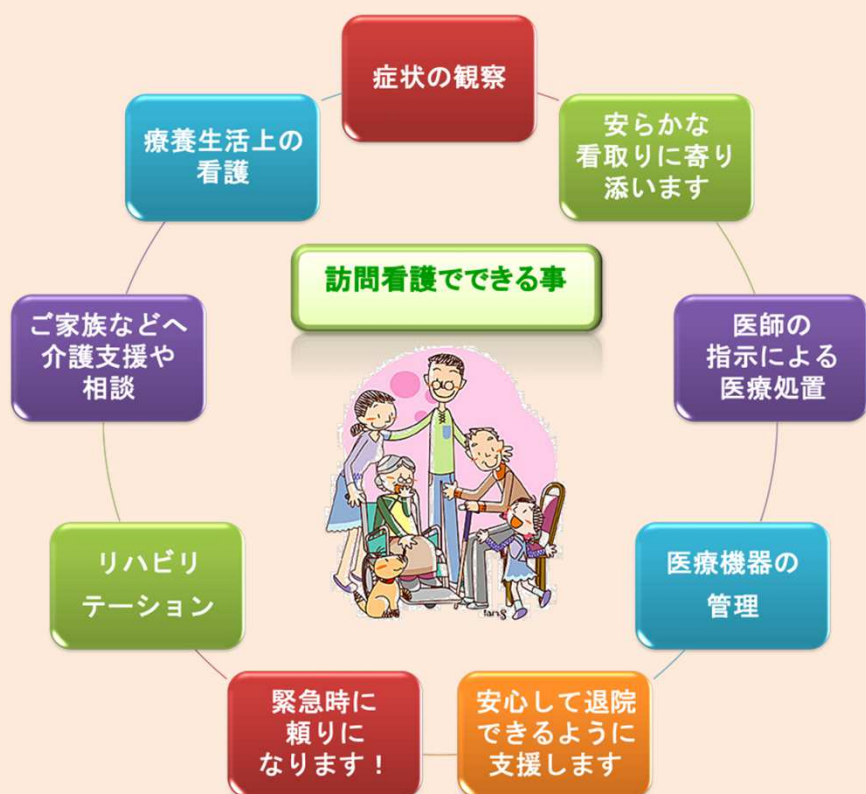 症状の観察
安らかな
看取りに寄り
添います
医師の
指示による
医療処置
医療機器の
管理
安心して退院
できるように
支援します
緊急時に
頼りに
なります！
リハビリ
テーション
ご家族などへ
介護支援や
相談
療養生活上の
看護
訪問看護でできる事